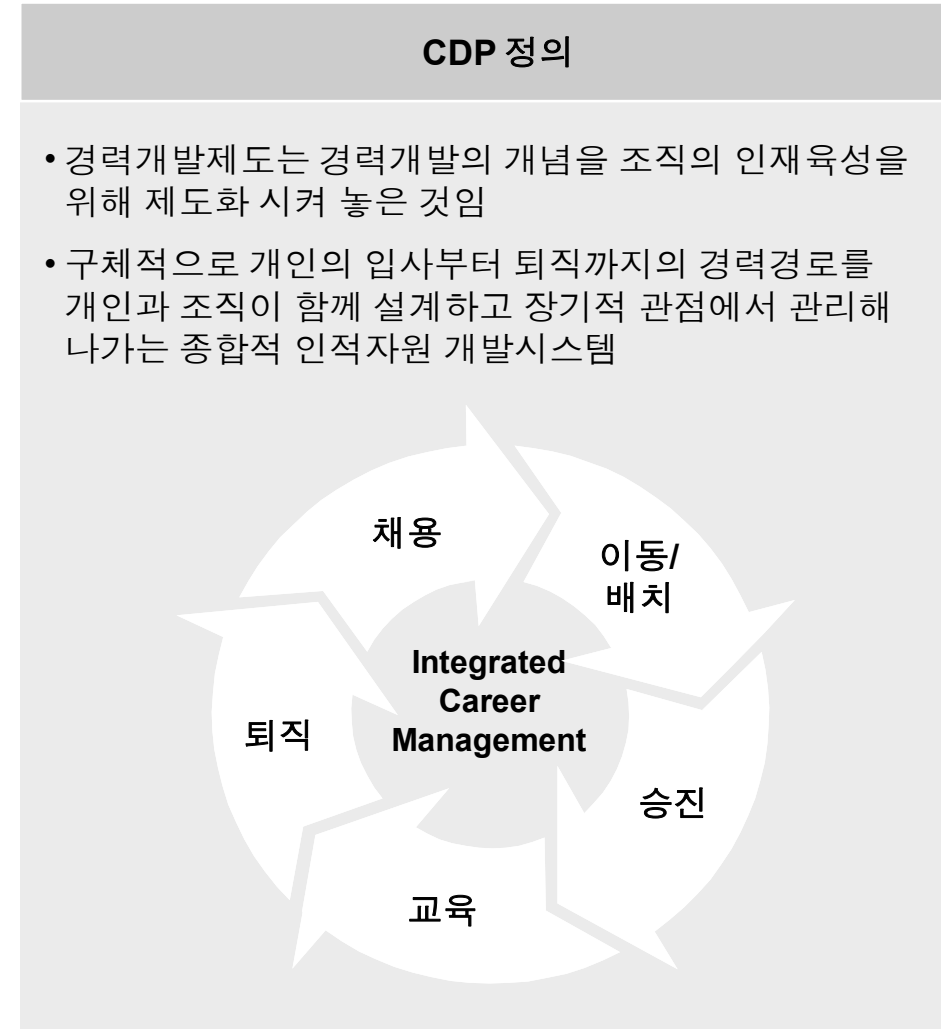 CDP 정의
• 경력개발제도는 경력개발의 개념을 조직의 인재육성을
위해 제도화 시켜 놓은 것임
• 구체적으로 개인의 입사부터 퇴직까지의 경력경로를
개인과 조직이 함께 설계하고 장기적 관점에서 관리해
나가는 종합적 인적자원 개발시스템
채용
이동/
배치
Integrated
Career
Management
퇴직
승진
교육